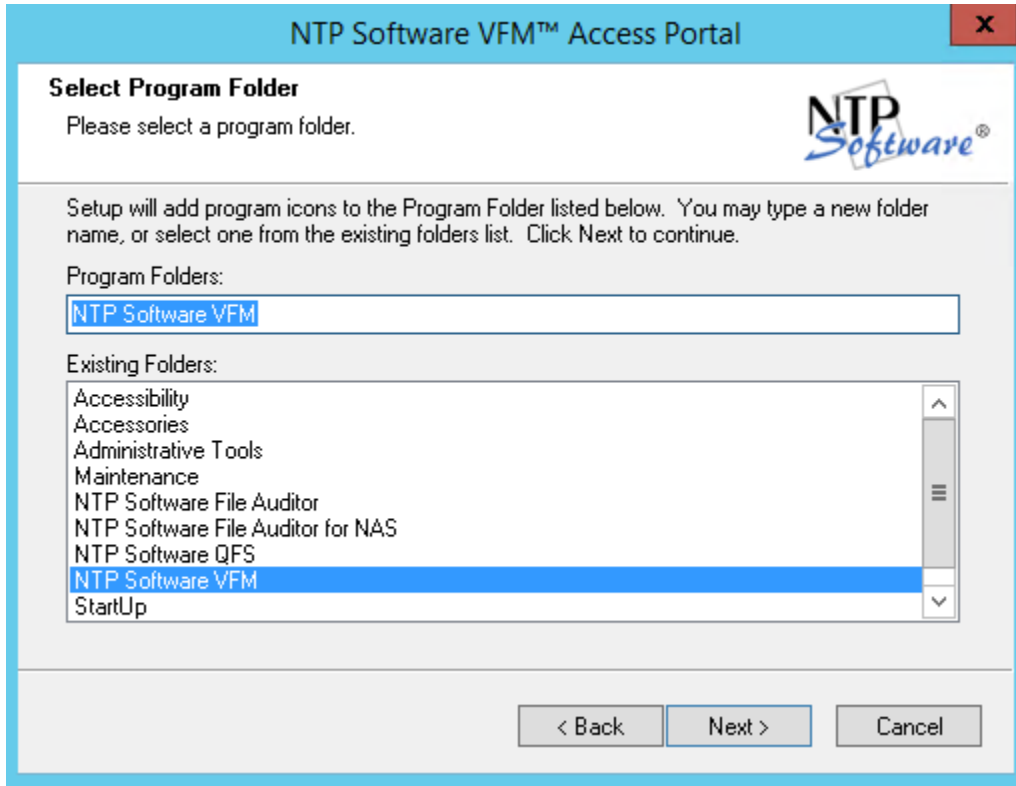 NTP Software VFM™ Access Portal
x
Select Program Folder
Please select a program folder.
NTP
Software®
Setup will add program icons to the Program Folder listed below.  You may type a new folder
name, or select one from the existing folders list.  Click Next to continue.
Program Folders:
NTP Software VFM
Existing Folders:
Accessibility
Accessories
Administrative Tools
Maintenance
NTP Software File Auditor
NTP Software File Auditor for NAS
NTP Software QFS
NTP Software VFM
StartUp
< Back
Next >
Cancel